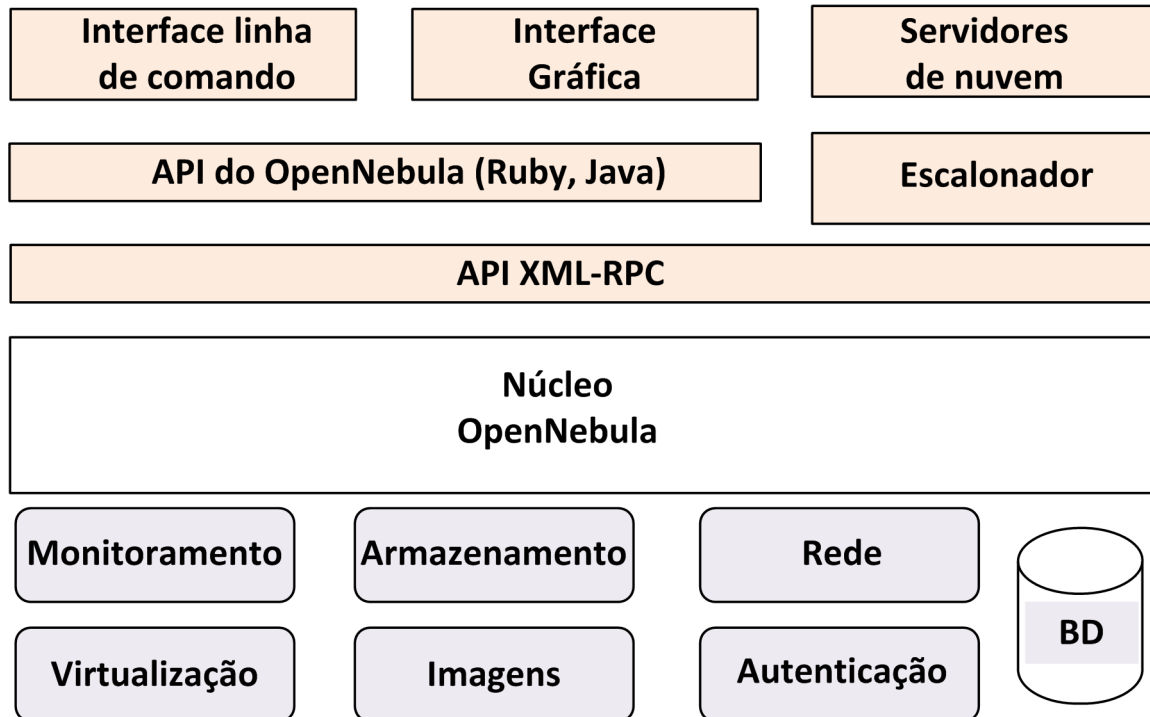 Interface linha
de comando
Interface
Gráfica
Servidores
de nuvem
API do OpenNebula (Ruby, Java)
Escalonador
API XML-RPC
Núcleo
OpenNebula
Monitoramento
Armazenamento
Rede
BD
Virtualização
Imagens
Autenticação